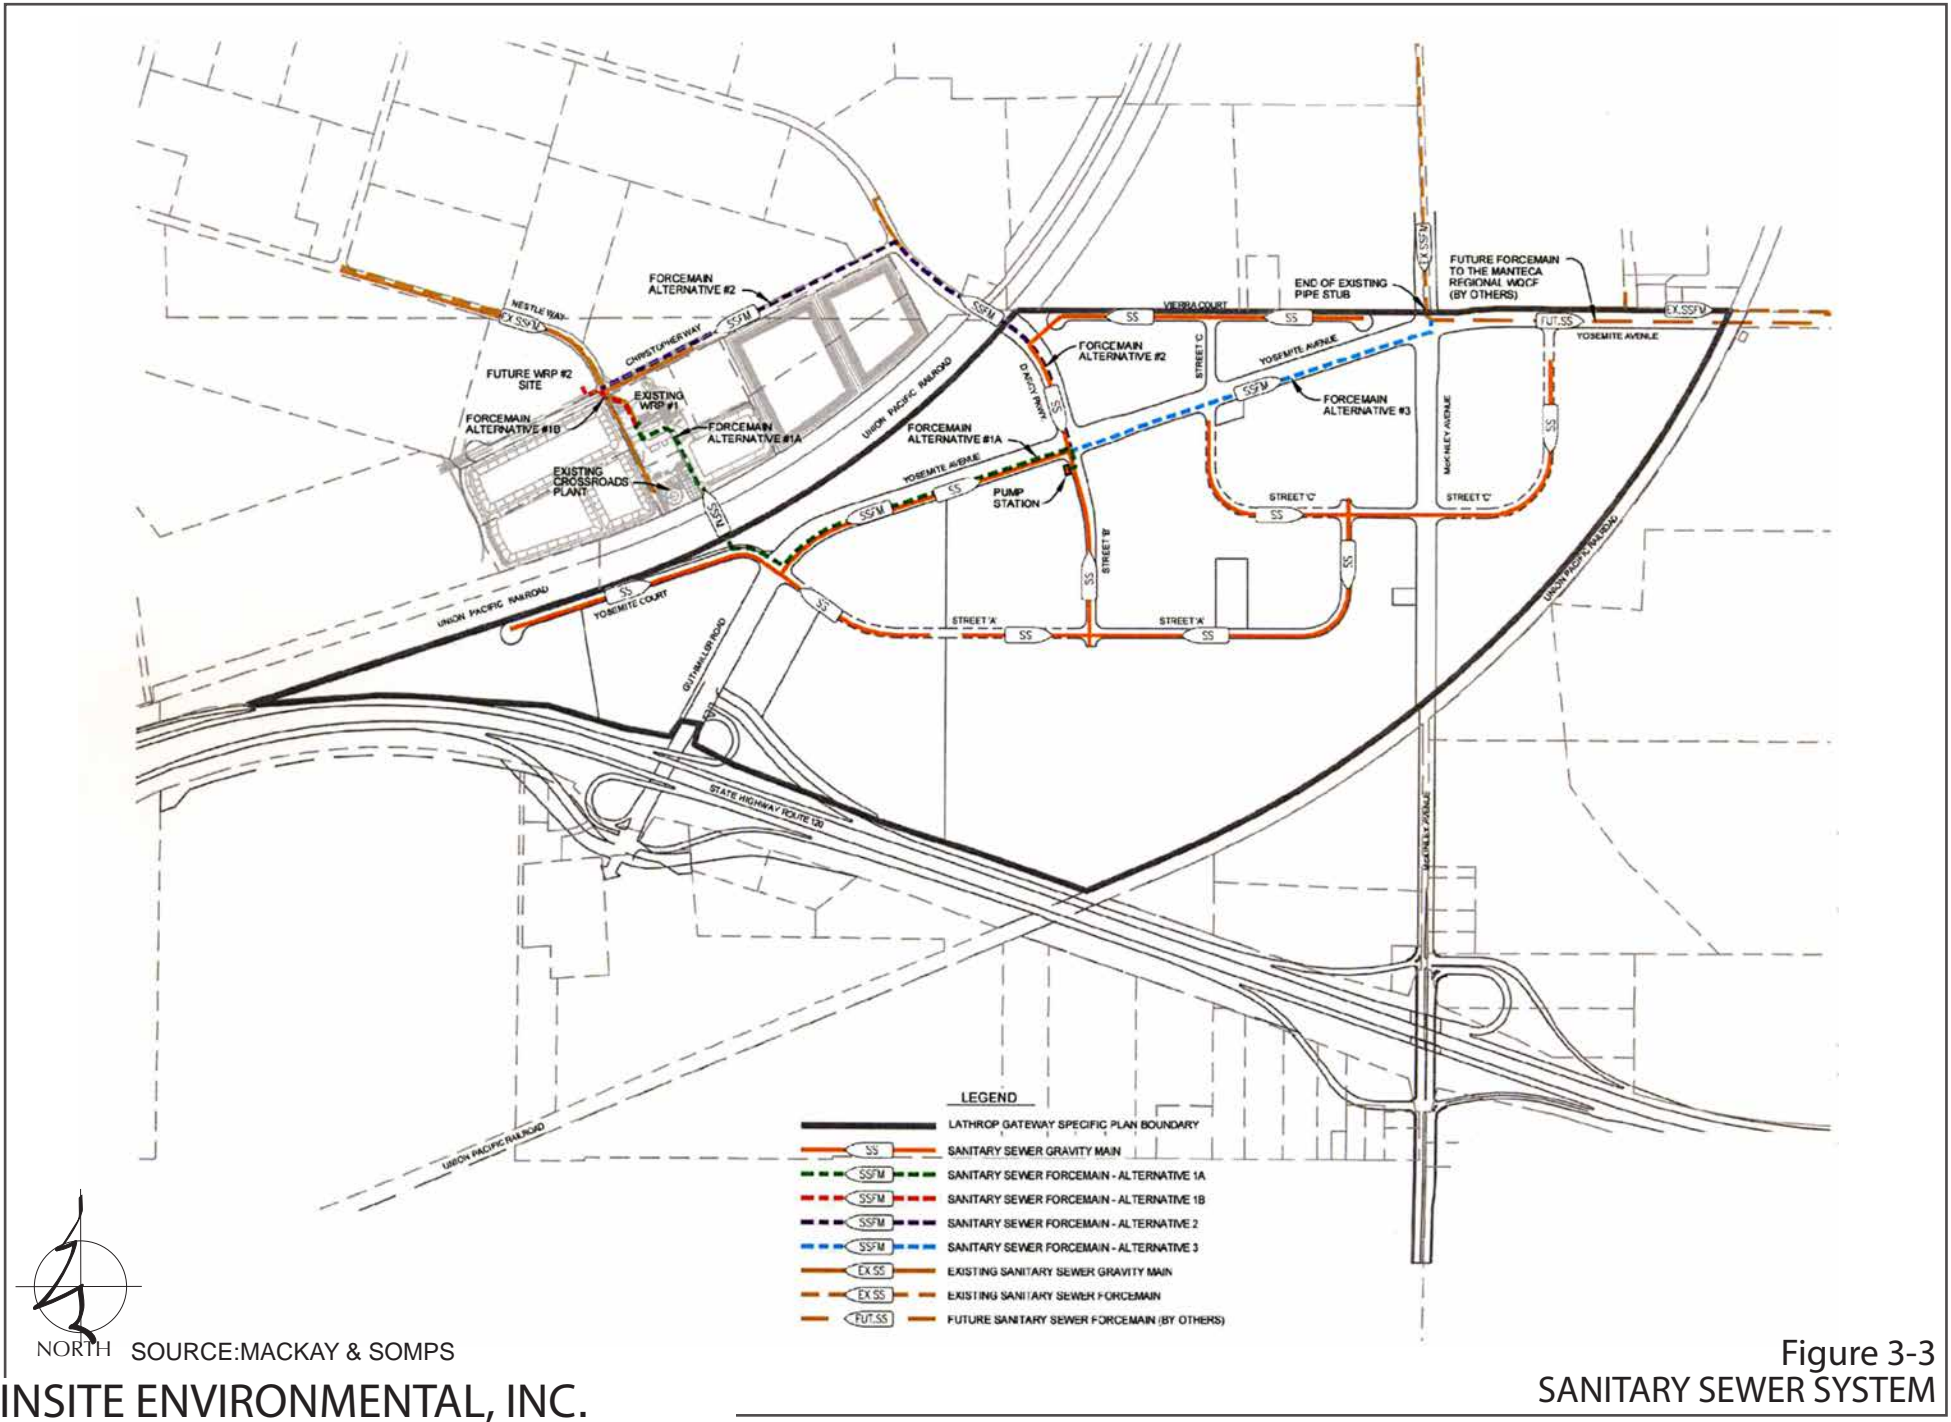 FORCEMAIN
ALTERNATIVE #2
NESTLE WAY
EX.SSFM
CHRISTOPHER WAY
SSFM
SSFM
FUTURE WRP #2
SITE
EXISTING
WRP #1
FORCEMAIN
ALTERNATIVE #1B
FORCEMAIN
ALTERNATIVE #1A
EXISTING
CROSSROADS
PLANT
SSFM
UNION PACIFIC RAILROAD
EX.SSFM
FUTURE FORCEMAIN
TO THE MANTECA
REGIONAL WQCF
(BY OTHERS)
END OF EXISTING
PIPE STUB
VIERRA COURT
SS
SS
EX.SSFM
FUT.SS
YOSEMITE AVENUE
FORCEMAIN
ALTERNATIVE #2
STREET 'C'
YOSEMITE AVENUE
D'ARCY PKWY.
SS
SSFM
FORCEMAIN
ALTERNATIVE #3
McKINLEY AVENUE
SS
FORCEMAIN
ALTERNATIVE #1A
YOSEMITE AVENUE
SS
SSFM
PUMP
STATION
STREET 'C'
STREET 'C'
SS
STREET 'B'
SS
SS
UNION PACIFIC RAILROAD
UNION PACIFIC RAILROAD
SS
YOSEMITE COURT
SS
STREET 'A'
SS
STREET 'A'
SS
GUTHMILLER ROAD
STATE HIGHWAY ROUTE 120
McKINLEY AVENUE
UNION PACIFIC RAILROAD
LEGEND
LATHROP GATEWAY SPECIFIC PLAN BOUNDARY
SS SANITARY SEWER GRAVITY MAIN
SSFM SANITARY SEWER FORCEMAIN - ALTERNATIVE 1A
SSFM SANITARY SEWER FORCEMAIN - ALTERNATIVE 1B
SSFM SANITARY SEWER FORCEMAIN - ALTERNATIVE 2
SSFM SANITARY SEWER FORCEMAIN - ALTERNATIVE 3
EX.SS EXISTING SANITARY SEWER GRAVITY MAIN
EX.SS EXISTING SANITARY SEWER FORCEMAIN
FUT.SS FUTURE SANITARY SEWER FORCEMAIN (BY OTHERS)
NORTH
SOURCE:MACKAY & SOMPS
INSITE ENVIRONMENTAL, INC.
Figure 3-3
SANITARY SEWER SYSTEM